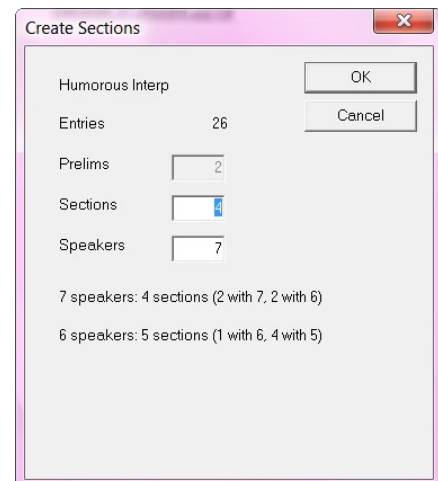 Create Sections
Humorous Interp
OK
Entries 26
Cancel
Prelims 2
Sections 4
Speakers 7
7 speakers: 4 sections (2 with 7, 2 with 6)
6 speakers: 5 sections (1 with 6, 4 with 5)